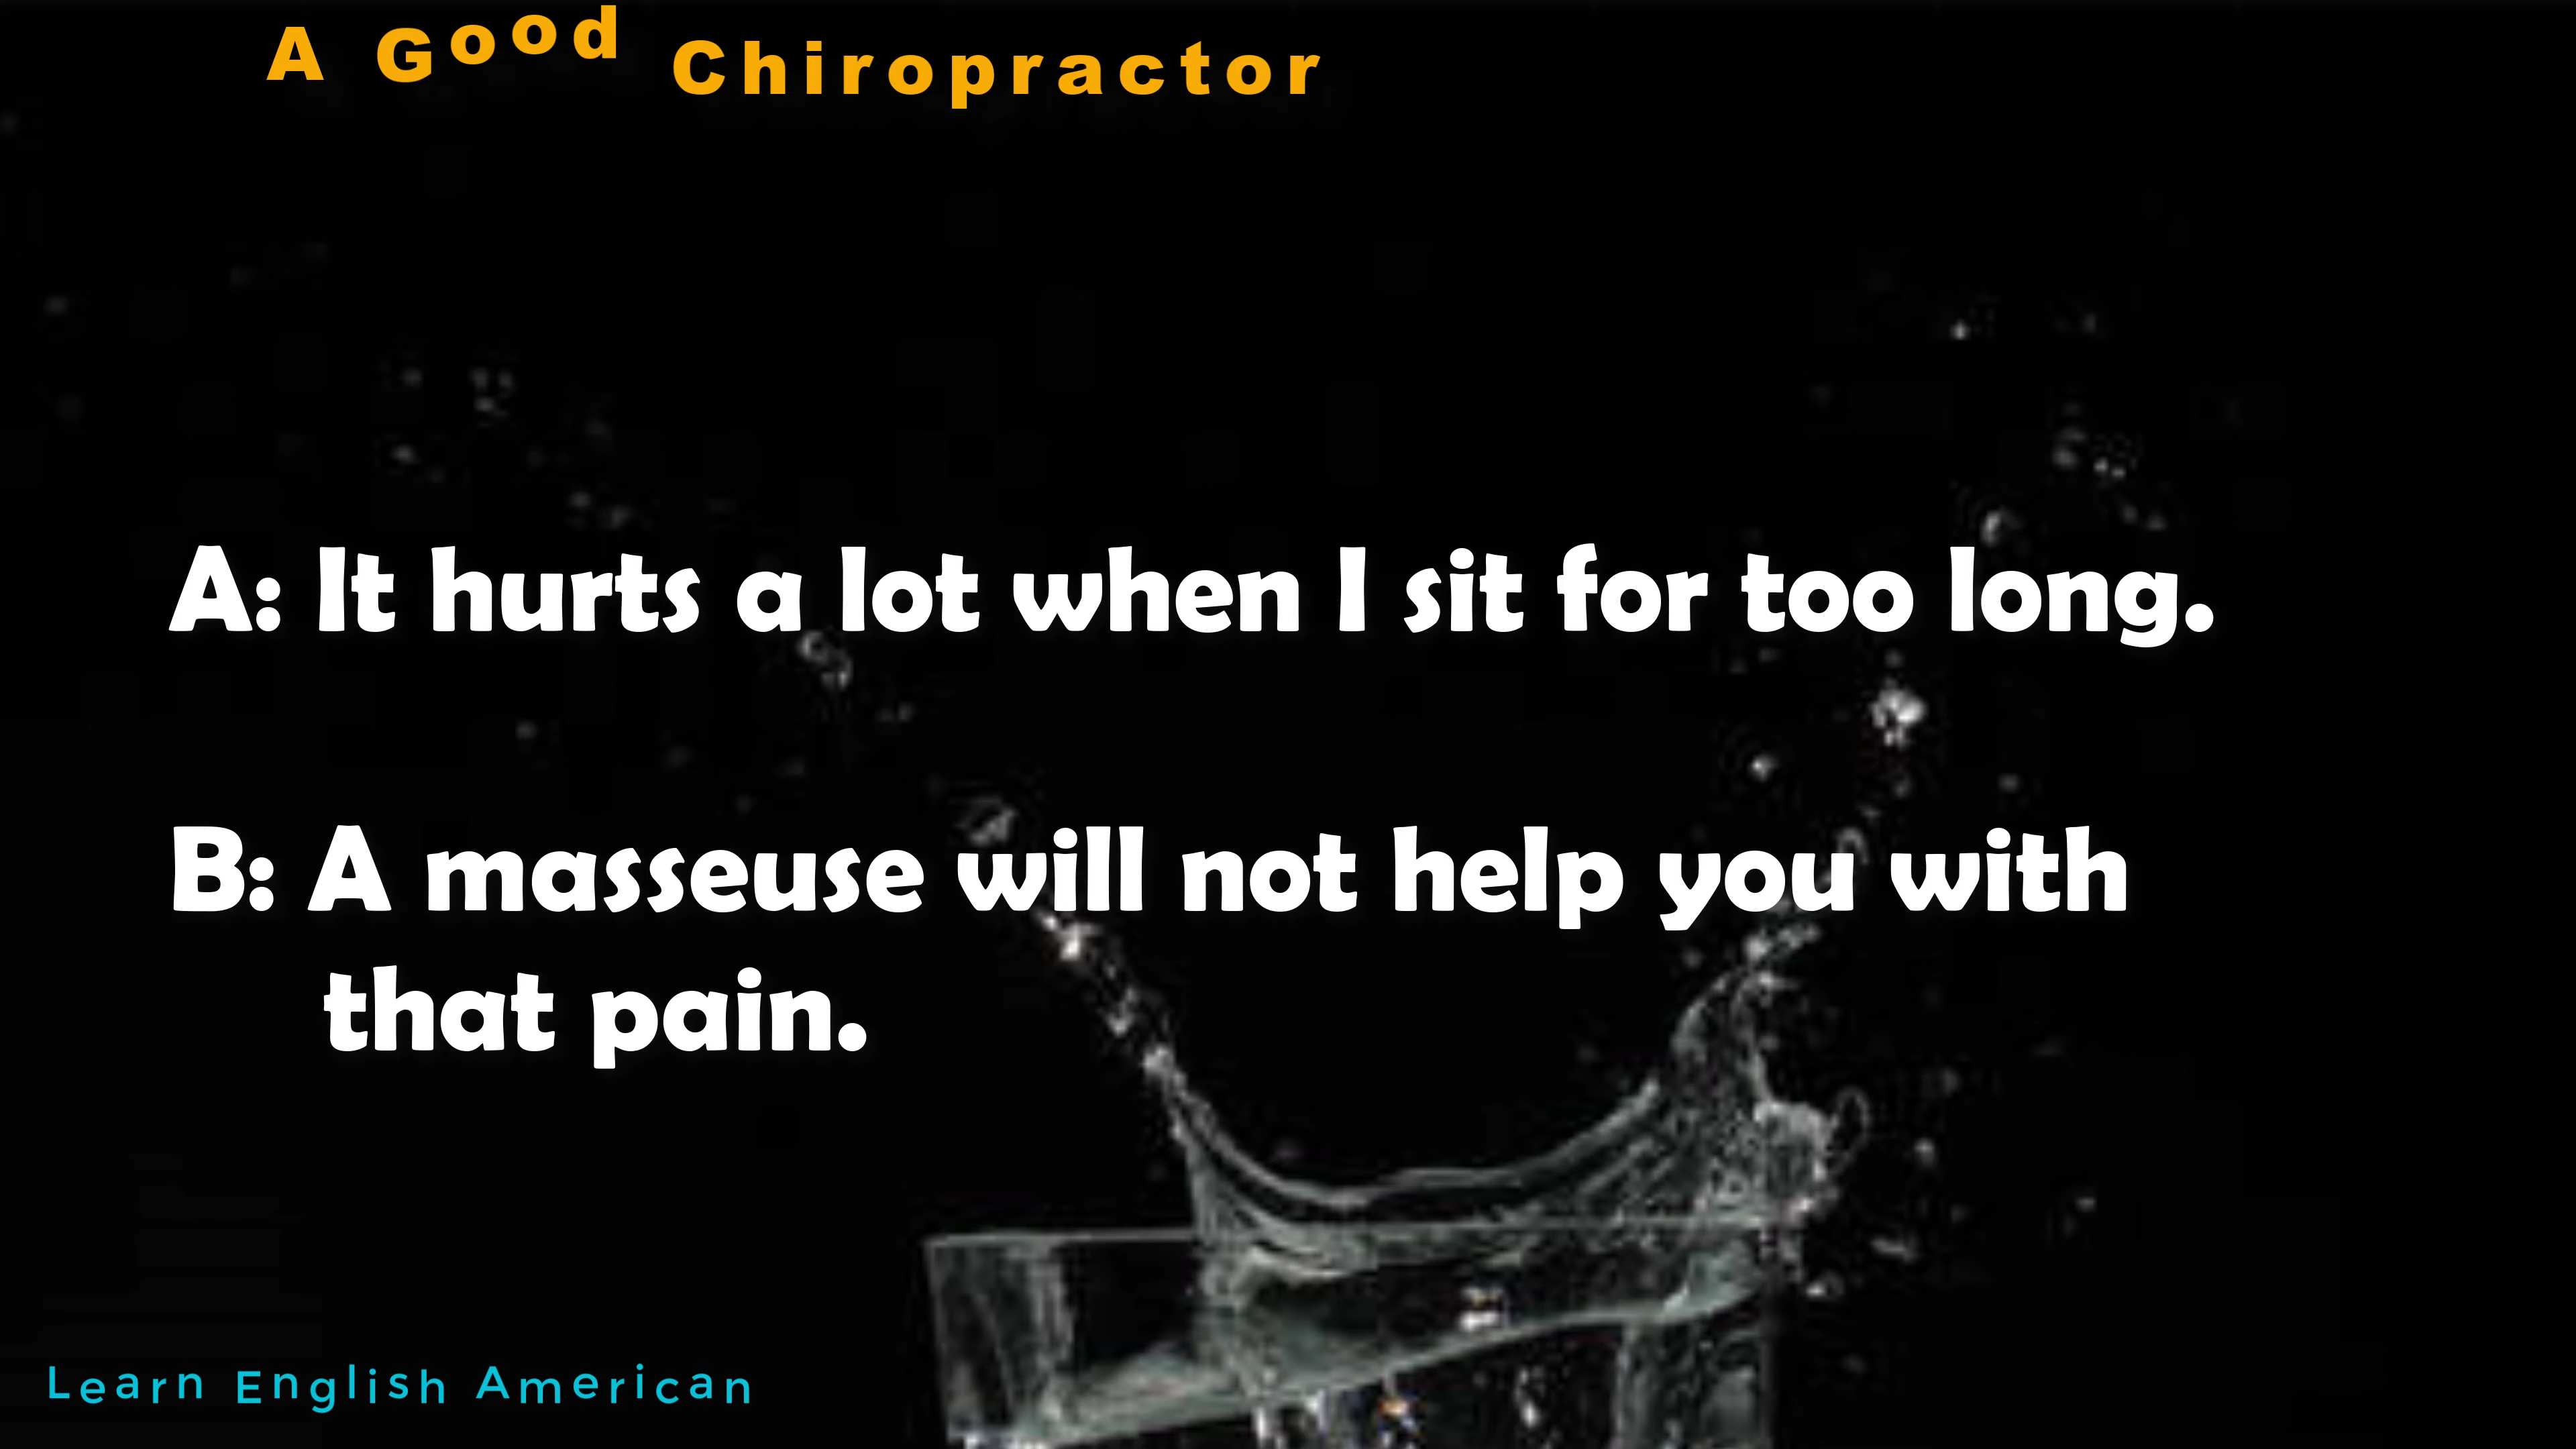 A Good Chiropractor
A: It hurts a lot when I sit for too long.
B: A masseuse will not help you with
that pain.
Learn English American